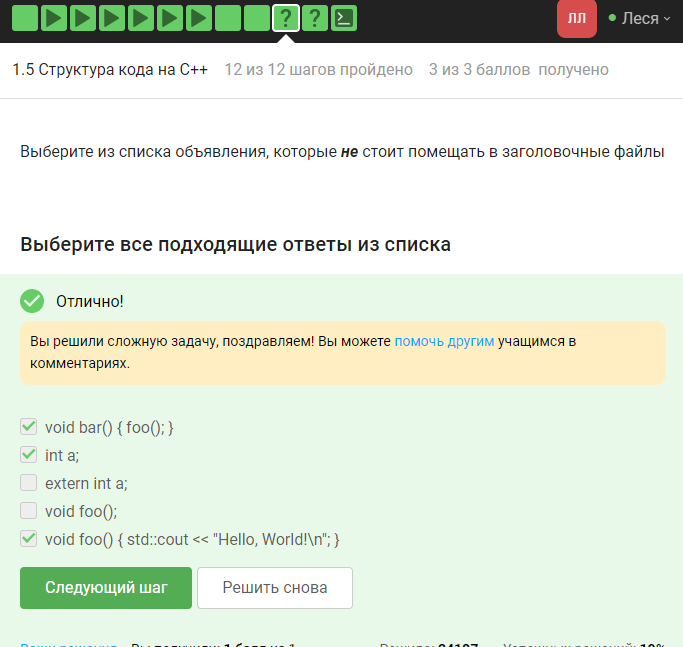 ЛЛ Леся
1.5 Структура кода на C++ 12 из 12 шагов пройдено 3 из 3 баллов получено
Выберите из списка объявления, которые не стоит помещать в заголовочные файлы
Выберите все подходящие ответы из списка
Отлично!
Вы решили сложную задачу, поздравляем! Вы можете помочь другим учащимся в
комментариях.
void bar() { foo(); }
int a;
extern int a;
void foo();
void foo() { std::cout << "Hello, World!\n"; }
Следующий шаг Решить снова